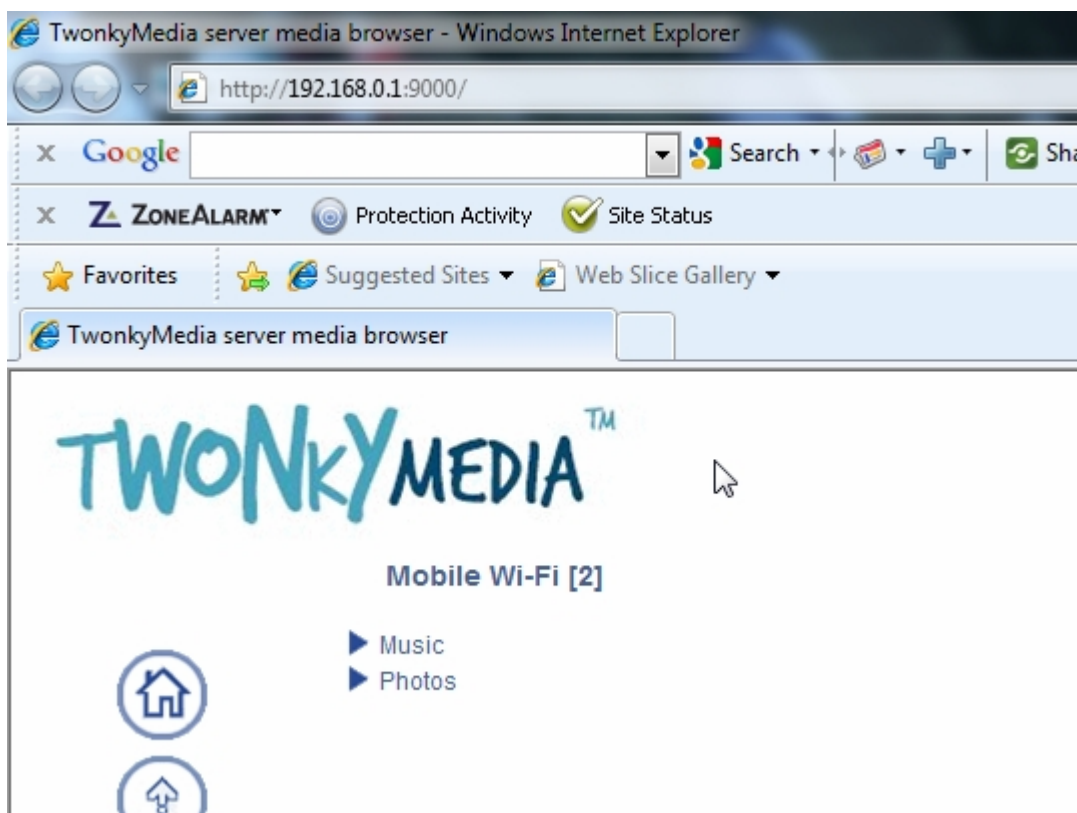 TwonkyMedia server media browser - Windows Internet Explorer
http://192.168.0.1:9000/
x Google Search Sha
x ZONEALARM Protection Activity Site Status
Favorites Suggested Sites Web Slice Gallery
TwonkyMedia server media browser
TWONKYMEDIA™
Mobile Wi-Fi [2]
Music
Photos